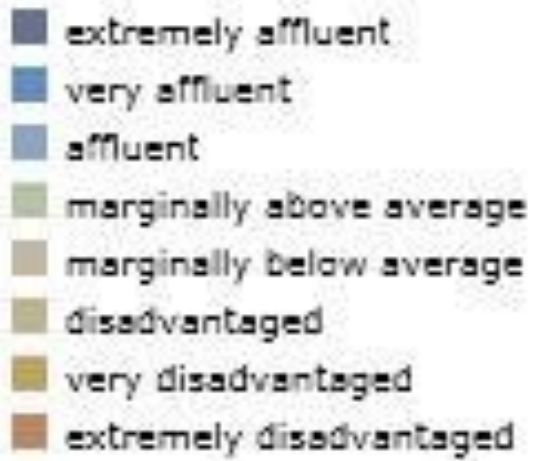 extremely affluent
very affluent
affluent
marginally above average
marginally below average
disadvantaged
very disadvantaged
extremely disadvantaged